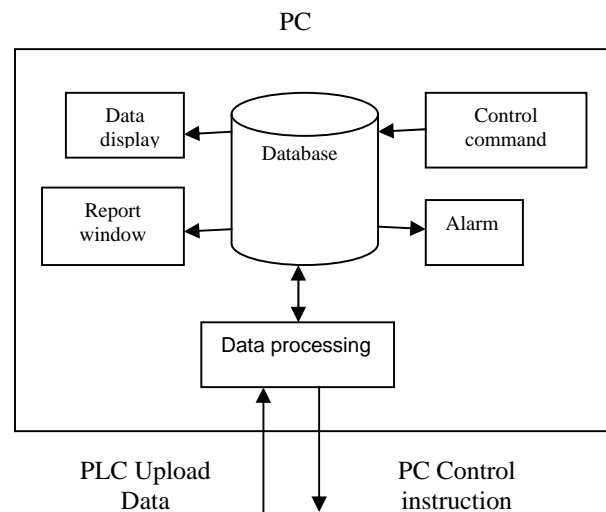 PC
Data
display
Database
Control
command
Report
window
Alarm
Data processing
PLC Upload
Data
PC Control
instruction